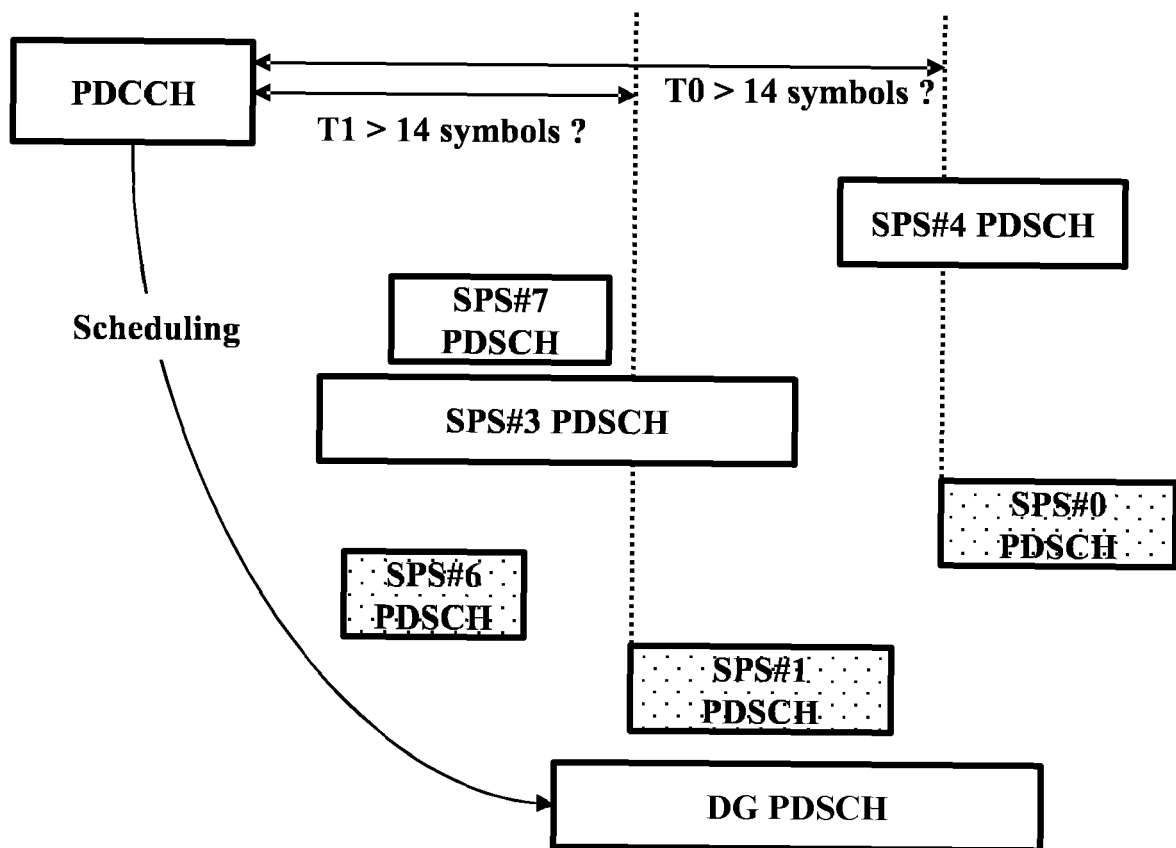 PDCCH
T0 > 14 symbols ?
T1 > 14 symbols ?
SPS#4 PDSCH
SPS#7
PDSCH
Scheduling
SPS#3 PDSCH
SPS#0
PDSCH
SPS#6
PDSCH
SPS#1
PDSCH
DG PDSCH